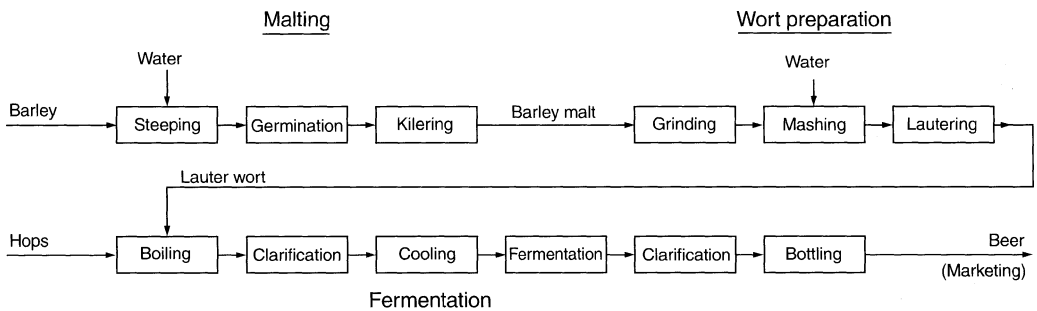 Malting
Wort preparation
Water
Water
Barley
Steeping
Germination
Kilering
Barley malt
Grinding
Mashing
Lautering
Lauter wort
Hops
Boiling
Clarification
Cooling
Fermentation
Clarification
Bottling
Beer
(Marketing)
Fermentation